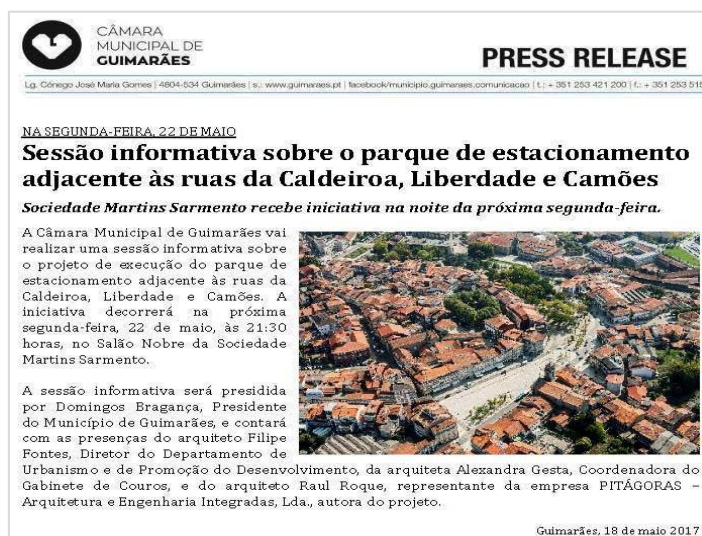 CÂMARA
MUNICIPAL DE
GUIMARÃES
PRESS RELEASE
Lg. Cónego José Maria Gomes | 4804-534 Guimarães | s.: www.guimaraes.pt | facebook/municipio.guimaraes.comunicacao | t.: + 351 253 421 200 | f.: + 351 253 515
NA SEGUNDA-FEIRA, 22 DE MAIO
Sessão informativa sobre o parque de estacionamento
adjacente às ruas da Caldeiroa, Liberdade e Camões
Sociedade Martins Sarmento recebe iniciativa na noite da próxima segunda-feira.
A Câmara Municipal de Guimarães vai
realizar uma sessão informativa sobre
o projeto de execução do parque de
estacionamento adjacente às ruas da
Caldeiroa, Liberdade e Camões. A
iniciativa decorrerá na próxima
segunda-feira, 22 de maio, às 21:30
horas, no Salão Nobre da Sociedade
Martins Sarmento.
A sessão informativa será presidida
por Domingos Bragança, Presidente
do Município de Guimarães, e contará
com as presenças do arquiteto Filipe
Fontes, Diretor do Departamento de
Urbanismo e de Promoção do Desenvolvimento, da arquiteta Alexandra Gesta, Coordenadora do
Gabinete de Couros, e do arquiteto Raul Roque, representante da empresa PITÁGORAS –
Arquitetura e Engenharia Integradas, Lda., autora do projeto.
Guimarães, 18 de maio 2017